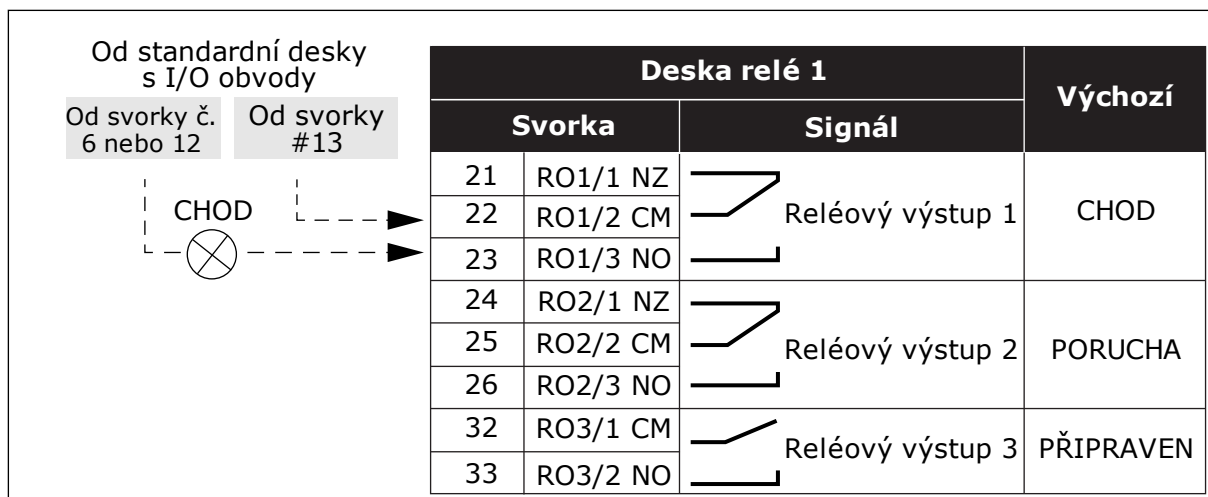 Od standardní desky
s I/O obvody
Od svorky č.
6 nebo 12
Od svorky
#13
CHOD
Deska relé 1
Výchozí
Svorka
Signál
21
RO1/1 NZ
22
RO1/2 CM
Reléový výstup 1
CHOD
23
RO1/3 NO
24
RO2/1 NZ
25
RO2/2 CM
Reléový výstup 2
PORUCHA
26
RO2/3 NO
32
RO3/1 CM
Reléový výstup 3
PŘIPRAVEN
33
RO3/2 NO